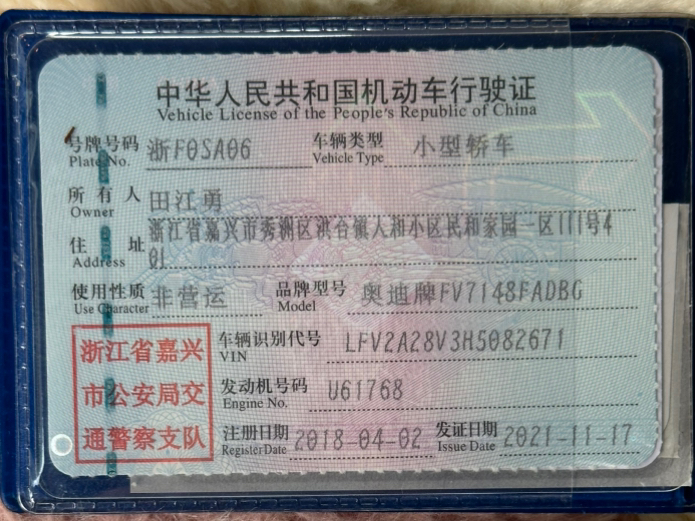 中华人民共和国机动车行驶证
Vehicle License of the People's Republic of China
号牌号码 浙F0SA06 车辆类型 小型轿车
Plate No. Vehicle Type
所有人 田江勇
Owner
浙江省嘉兴市秀洲区洪合镇人和小区民和家园一区111号4
住址 01
Address
使用性质 非营运 品牌型号 奥迪牌FV7148FADBG
Use Character Model
浙江省嘉兴
市公安局交
通警察支队
车辆识别代号 LFV2A28V3H5082671
VIN
发动机号码 U61768
Engine No.
注册日期 2018-04-02 发证日期 2021-11-17
Register Date Issue Date